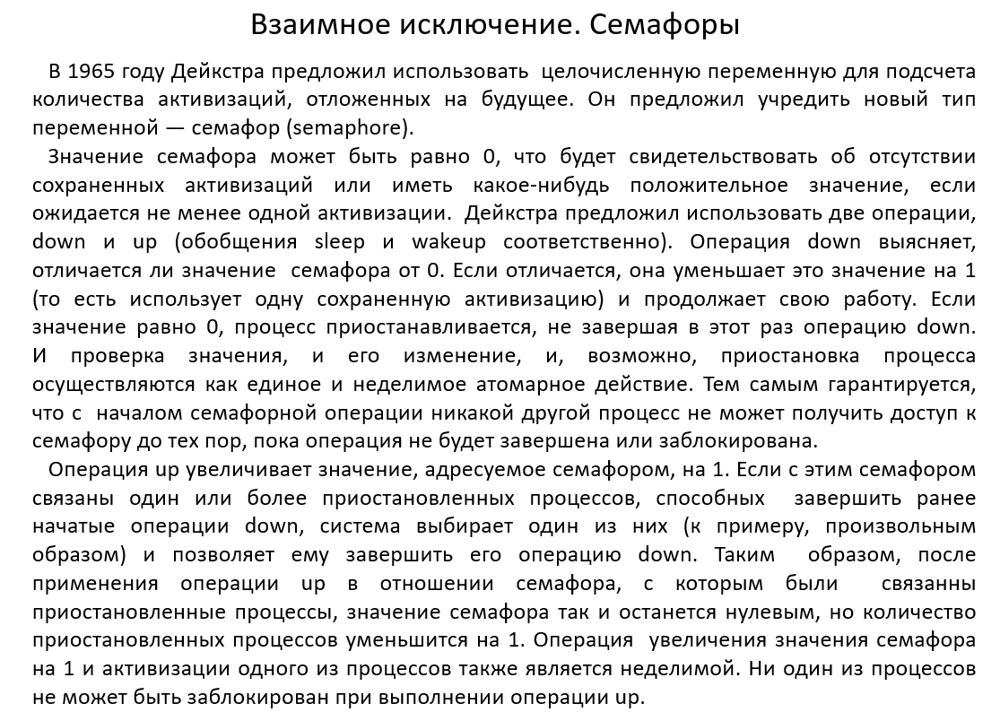 Взаимное исключение. Семафоры
В 1965 году Дейкстра предложил использовать целочисленную переменную для подсчета
количества активизаций, отложенных на будущее. Он предложил учредить новый тип
переменной — семафор (semaphore).
Значение семафора может быть равно 0, что будет свидетельствовать об отсутствии
сохраненных активизаций или иметь какое-нибудь положительное значение, если
ожидается не менее одной активизации. Дейкстра предложил использовать две операции,
down и up (обобщения sleep и wakeup соответственно). Операция down выясняет,
отличается ли значение семафора от 0. Если отличается, она уменьшает это значение на 1
(то есть использует одну сохраненную активизацию) и продолжает свою работу. Если
значение равно 0, процесс приостанавливается, не завершая в этот раз операцию down.
И проверка значения, и его изменение, и, возможно, приостановка процесса
осуществляются как единое и неделимое атомарное действие. Тем самым гарантируется,
что с началом семафорной операции никакой другой процесс не может получить доступ к
семафору до тех пор, пока операция не будет завершена или заблокирована.
Операция up увеличивает значение, адресуемое семафором, на 1. Если с этим семафором
связаны один или более приостановленных процессов, способных завершить ранее
начатые операции down, система выбирает один из них (к примеру, произвольным
образом) и позволяет ему завершить его операцию down. Таким образом, после
применения операции up в отношении семафора, с которым были связанны
приостановленные процессы, значение семафора так и останется нулевым, но количество
приостановленных процессов уменьшится на 1. Операция увеличения значения семафора
на 1 и активизации одного из процессов также является неделимой. Ни один из процессов
не может быть заблокирован при выполнении операции up.